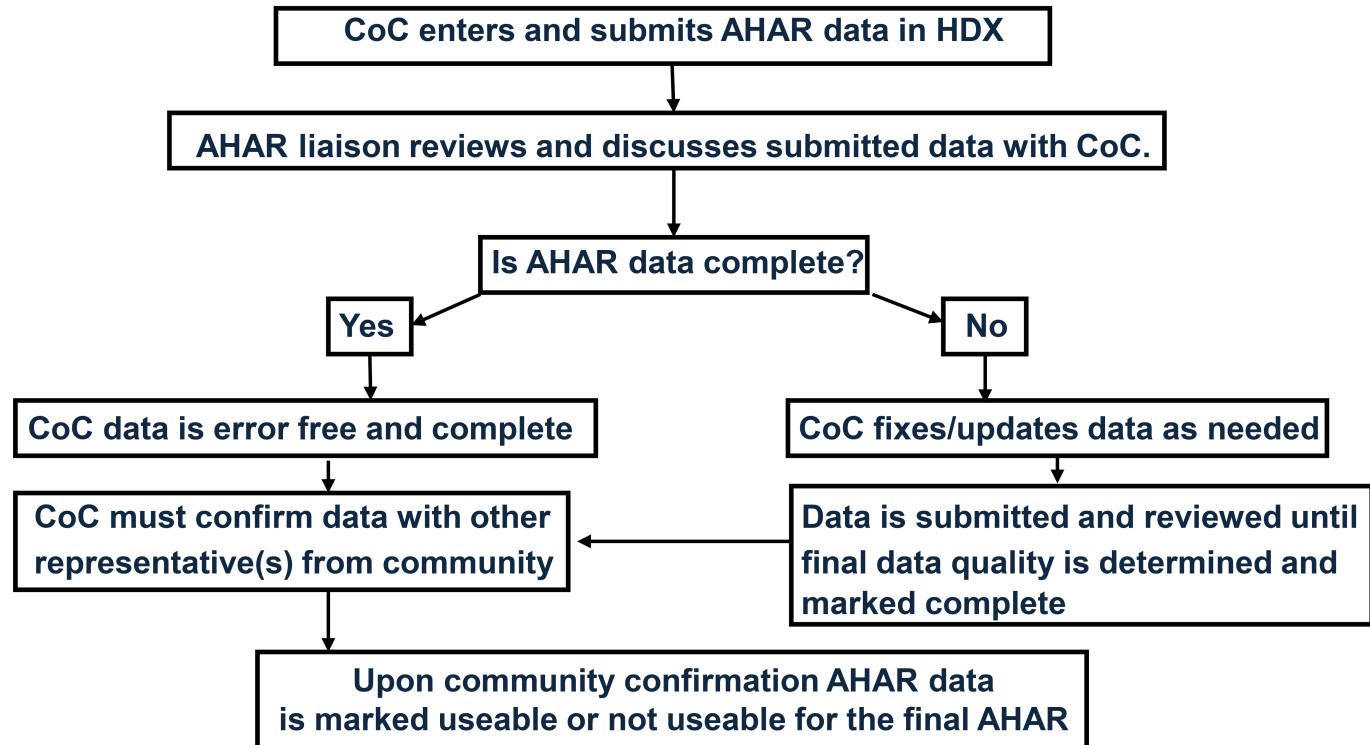 CoC enters and submits AHAR data in HDX
AHAR liaison reviews and discusses submitted data with CoC.
Is AHAR data complete?
Yes
No
CoC data is error free and complete
CoC fixes/updates data as needed
CoC must confirm data with other
representative(s) from community
Data is submitted and reviewed until
final data quality is determined and
marked complete
Upon community confirmation AHAR data
is marked useable or not useable for the final AHAR